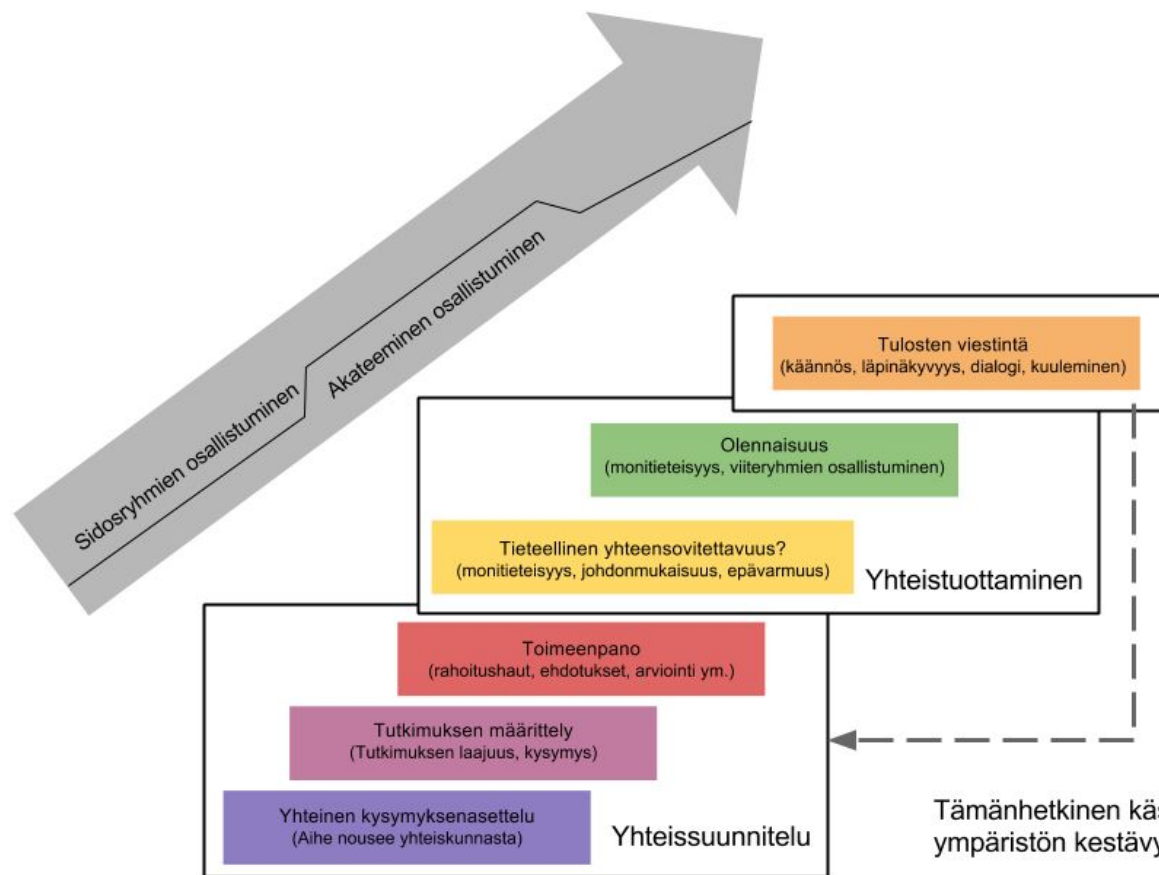 Sidosryhmien osallistuminen
Akateeminen osallistuminen
Tulosten viestintä
(käännös, läpinäkyvyys, dialogi, kuuleminen)
Olennaisuus
(monitieteisyys, viiteryhmien osallistuminen)
Tieteellinen yhteensovitettavuus?
(monitieteisyys, johdonmukaisuus, epävarmuus)
Yhteistuottaminen
Toimeenpano
(rahoitushaut, ehdotukset, arviointi ym.)
Tutkimuksen määrittely
(Tutkimuksen laajuus, kysymys)
Yhteinen kysymyksenasettelu
(Aihe nousee yhteiskunnasta)
Yhteissuunnitelu
Tämänhetkinen käs
ympäristön kestävy